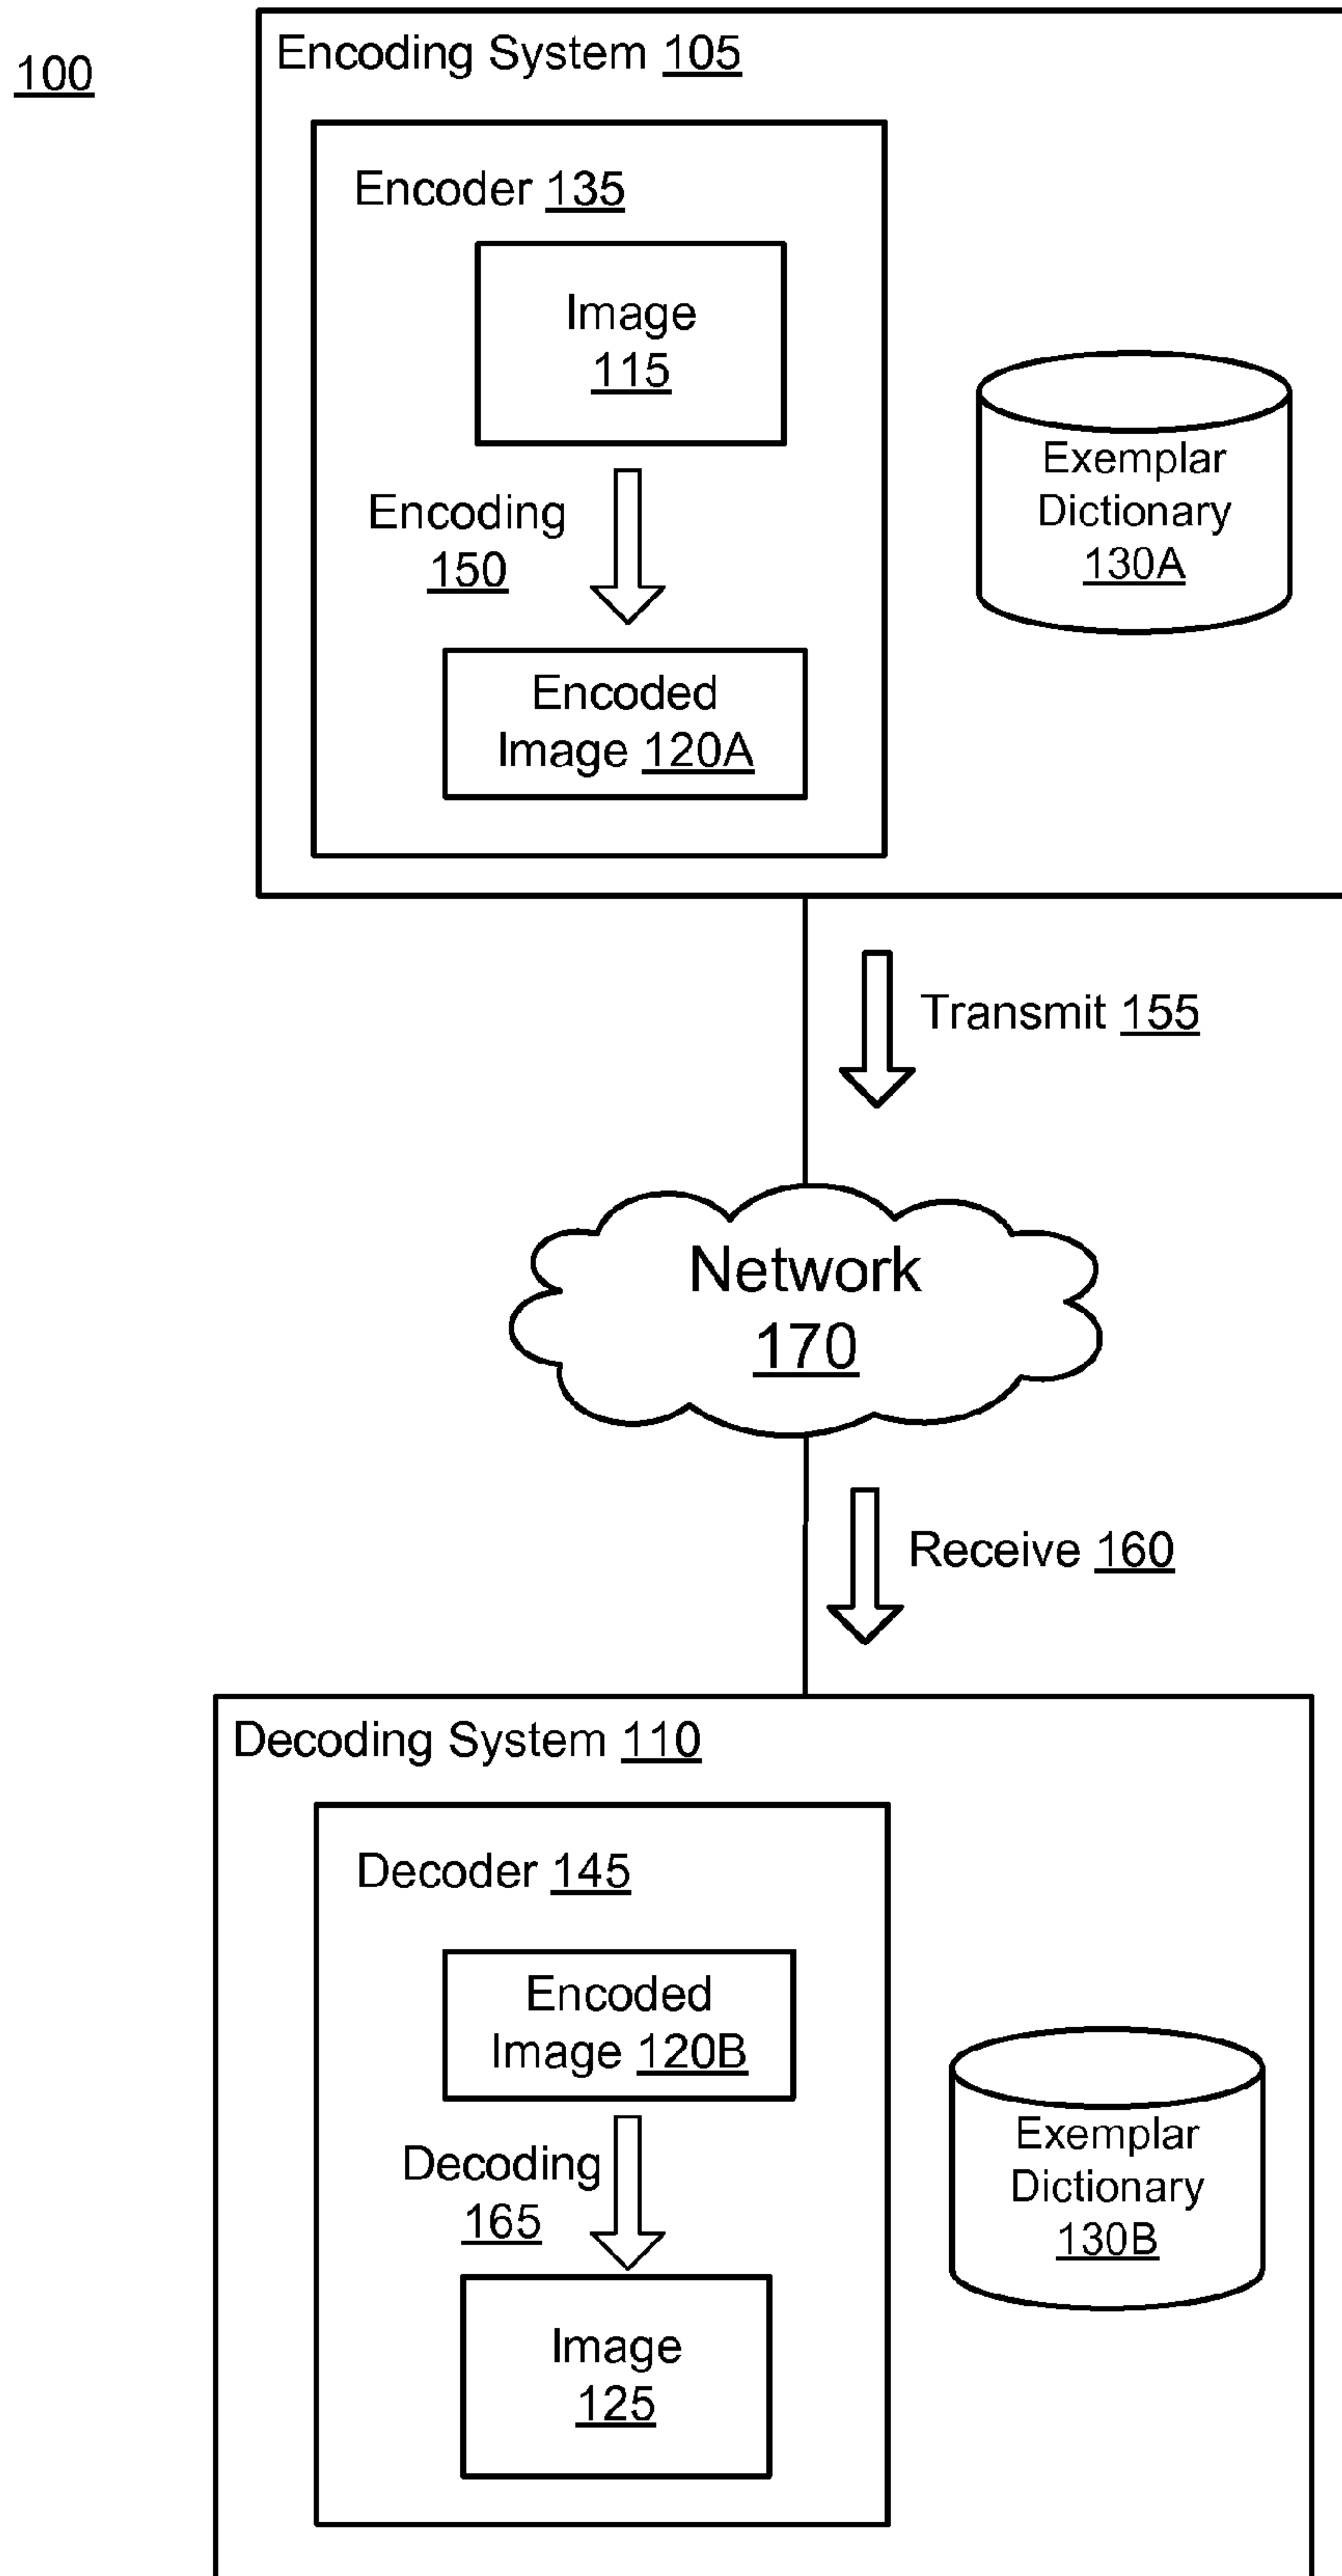 100
Encoding System 105
Encoder 135
Image
115
Encoding
150
Encoded
Image 120A
Exemplar
Dictionary
130A
Transmit 155
Network
170
Receive 160
Decoding System 110
Decoder 145
Encoded
Image 120B
Decoding
165
Image
125
Exemplar
Dictionary
130B